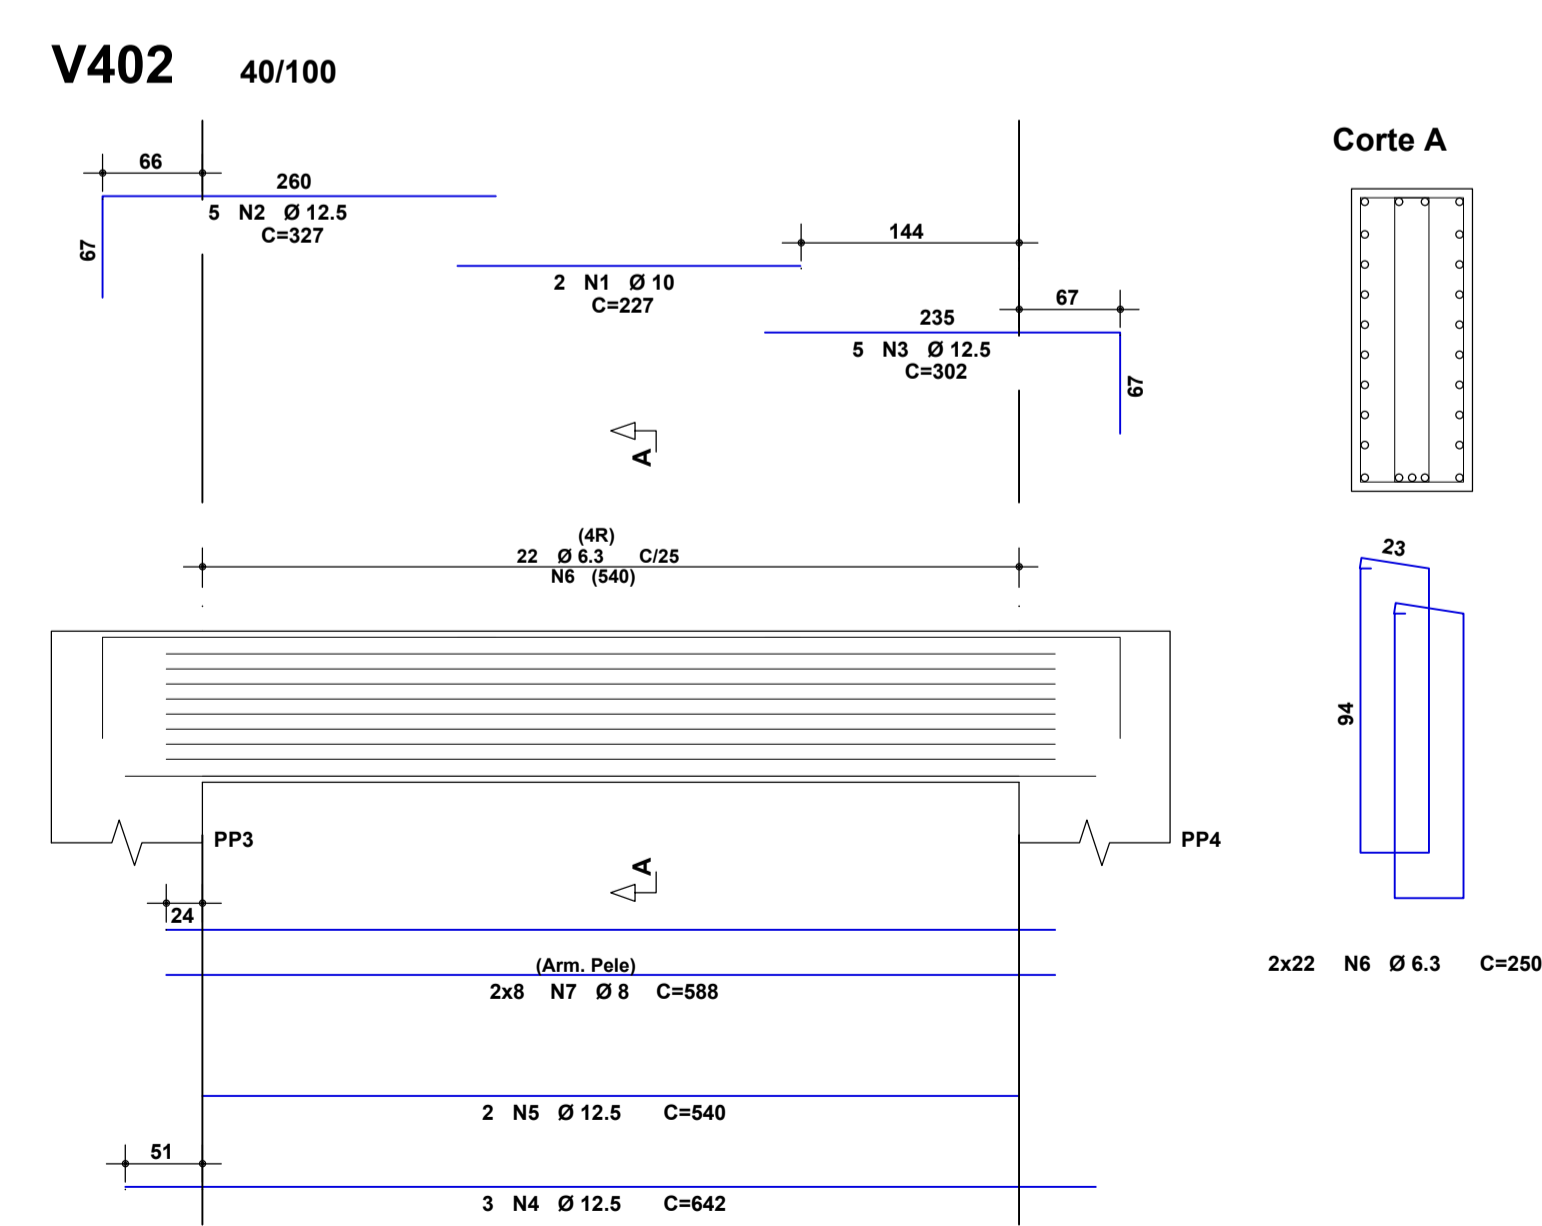 V402 40/100
Corte A
66
260
5 N2 Ø 12.5
C=327
67
144
2 N1 Ø 10
C=227
67
235
5 N3 Ø 12.5
C=302
67
A
(4R)
22 Ø 6.3 C/25
N6 (540)
23
94
PP3
PP4
A
24
(Arm. Pele)
2x8 N7 Ø 8 C=588
2x22 N6 Ø 6.3 C=250
2 N5 Ø 12.5 C=540
51
3 N4 Ø 12.5 C=642